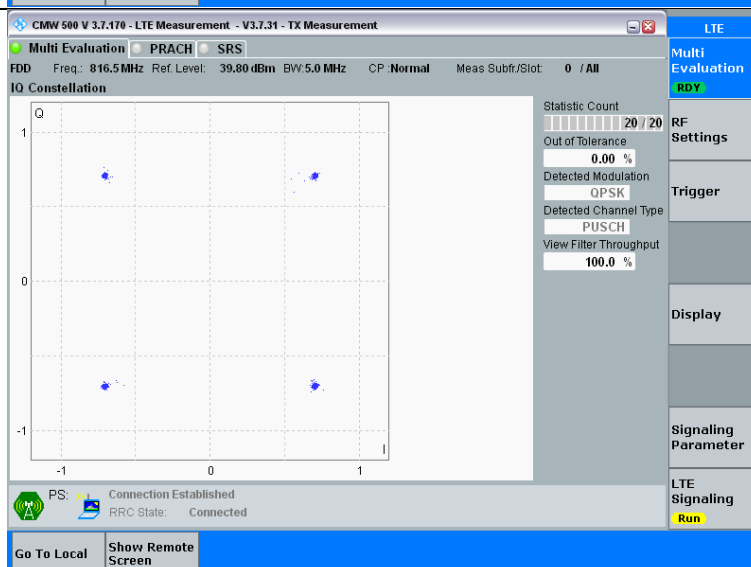 CMW 500 V 3.7.170 - LTE Measurement - V3.7.31 - TX Measurement
LTE
Multi Evaluation PRACH SRS
Multi
Evaluation
RDY
FDD Freq.: 816.5 MHz Ref. Level: 39.80 dBm BW: 5.0 MHz CP : Normal Meas Subfr./Slot: 0 / All
IQ Constellation
Q
1
0
-1
I
-1 0 1
Statistic Count
20 / 20
Out of Tolerance
0.00 %
Detected Modulation
QPSK
Detected Channel Type
PUSCH
View Filter Throughput
100.0 %
RF
Settings
Trigger
Display
Signaling
Parameter
LTE
Signaling
Run
PS: Connection Established
RRC State: Connected
Go To Local
Show Remote
Screen